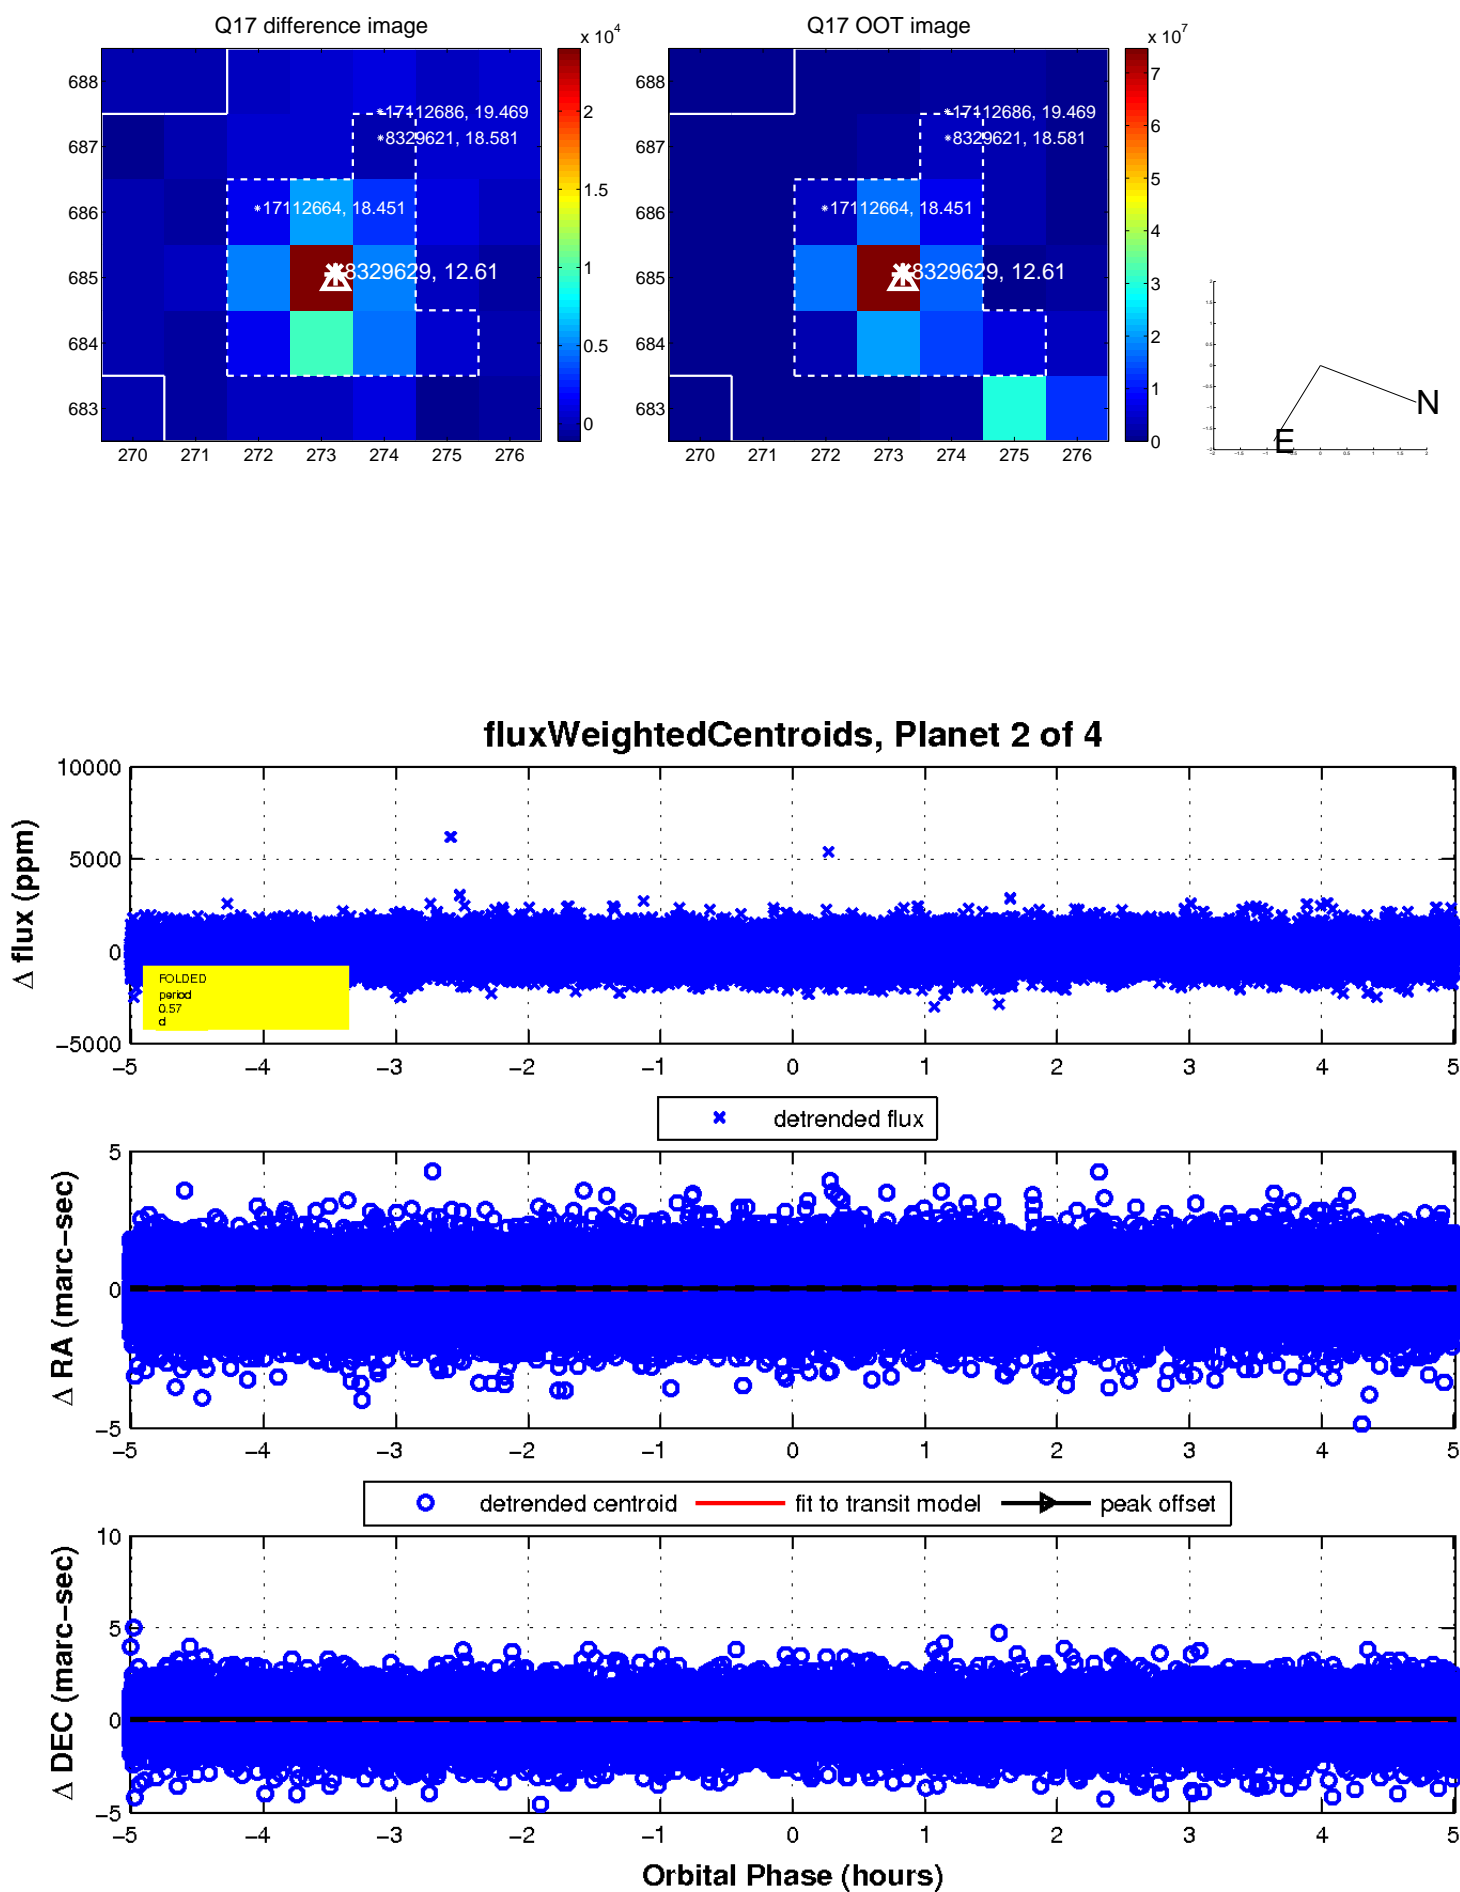 Q17 difference image
x 10^4
688
687
686
685
684
683
270 271 272 273 274 275 276
17112686, 19.469
8329621, 18.581
17112664, 18.451
8329629, 12.61
2
1.5
1
0.5
0
Q17 OOT image
x 10^7
688
687
686
685
684
683
270 271 272 273 274 275 276
17112686, 19.469
8329621, 18.581
17112664, 18.451
8329629, 12.61
7
6
5
4
3
2
1
0
N
E
fluxWeightedCentroids, Planet 2 of 4
Δ flux (ppm)
10000
5000
0
−5000
FOLDED
period
0.57
d
−5 −4 −3 −2 −1 0 1 2 3 4 5
detrended flux
Δ RA (marc−sec)
5
0
−5
−5 −4 −3 −2 −1 0 1 2 3 4 5
detrended centroid fit to transit model peak offset
Δ DEC (marc−sec)
10
5
0
−5
−5 −4 −3 −2 −1 0 1 2 3 4 5
Orbital Phase (hours)